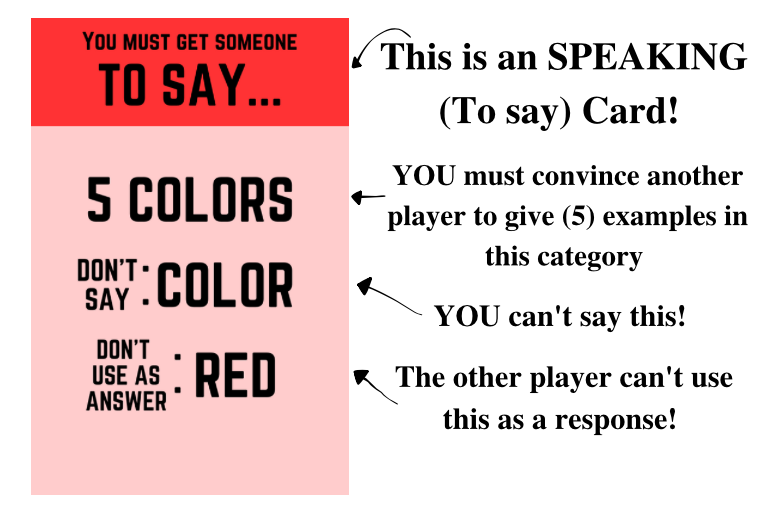 YOU MUST GET SOMEONE
TO SAY...
5 COLORS
DON'T
SAY : COLOR
DON'T
USE AS
ANSWER : RED
This is an SPEAKING
(To say) Card!
YOU must convince another
player to give (5) examples in
this category
YOU can't say this!
The other player can't use
this as a response!